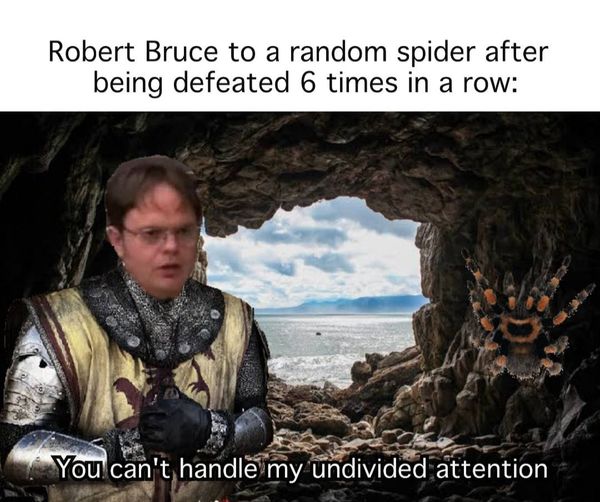 Robert Bruce to a random spider after
being defeated 6 times in a row:
You can't handle my undivided attention